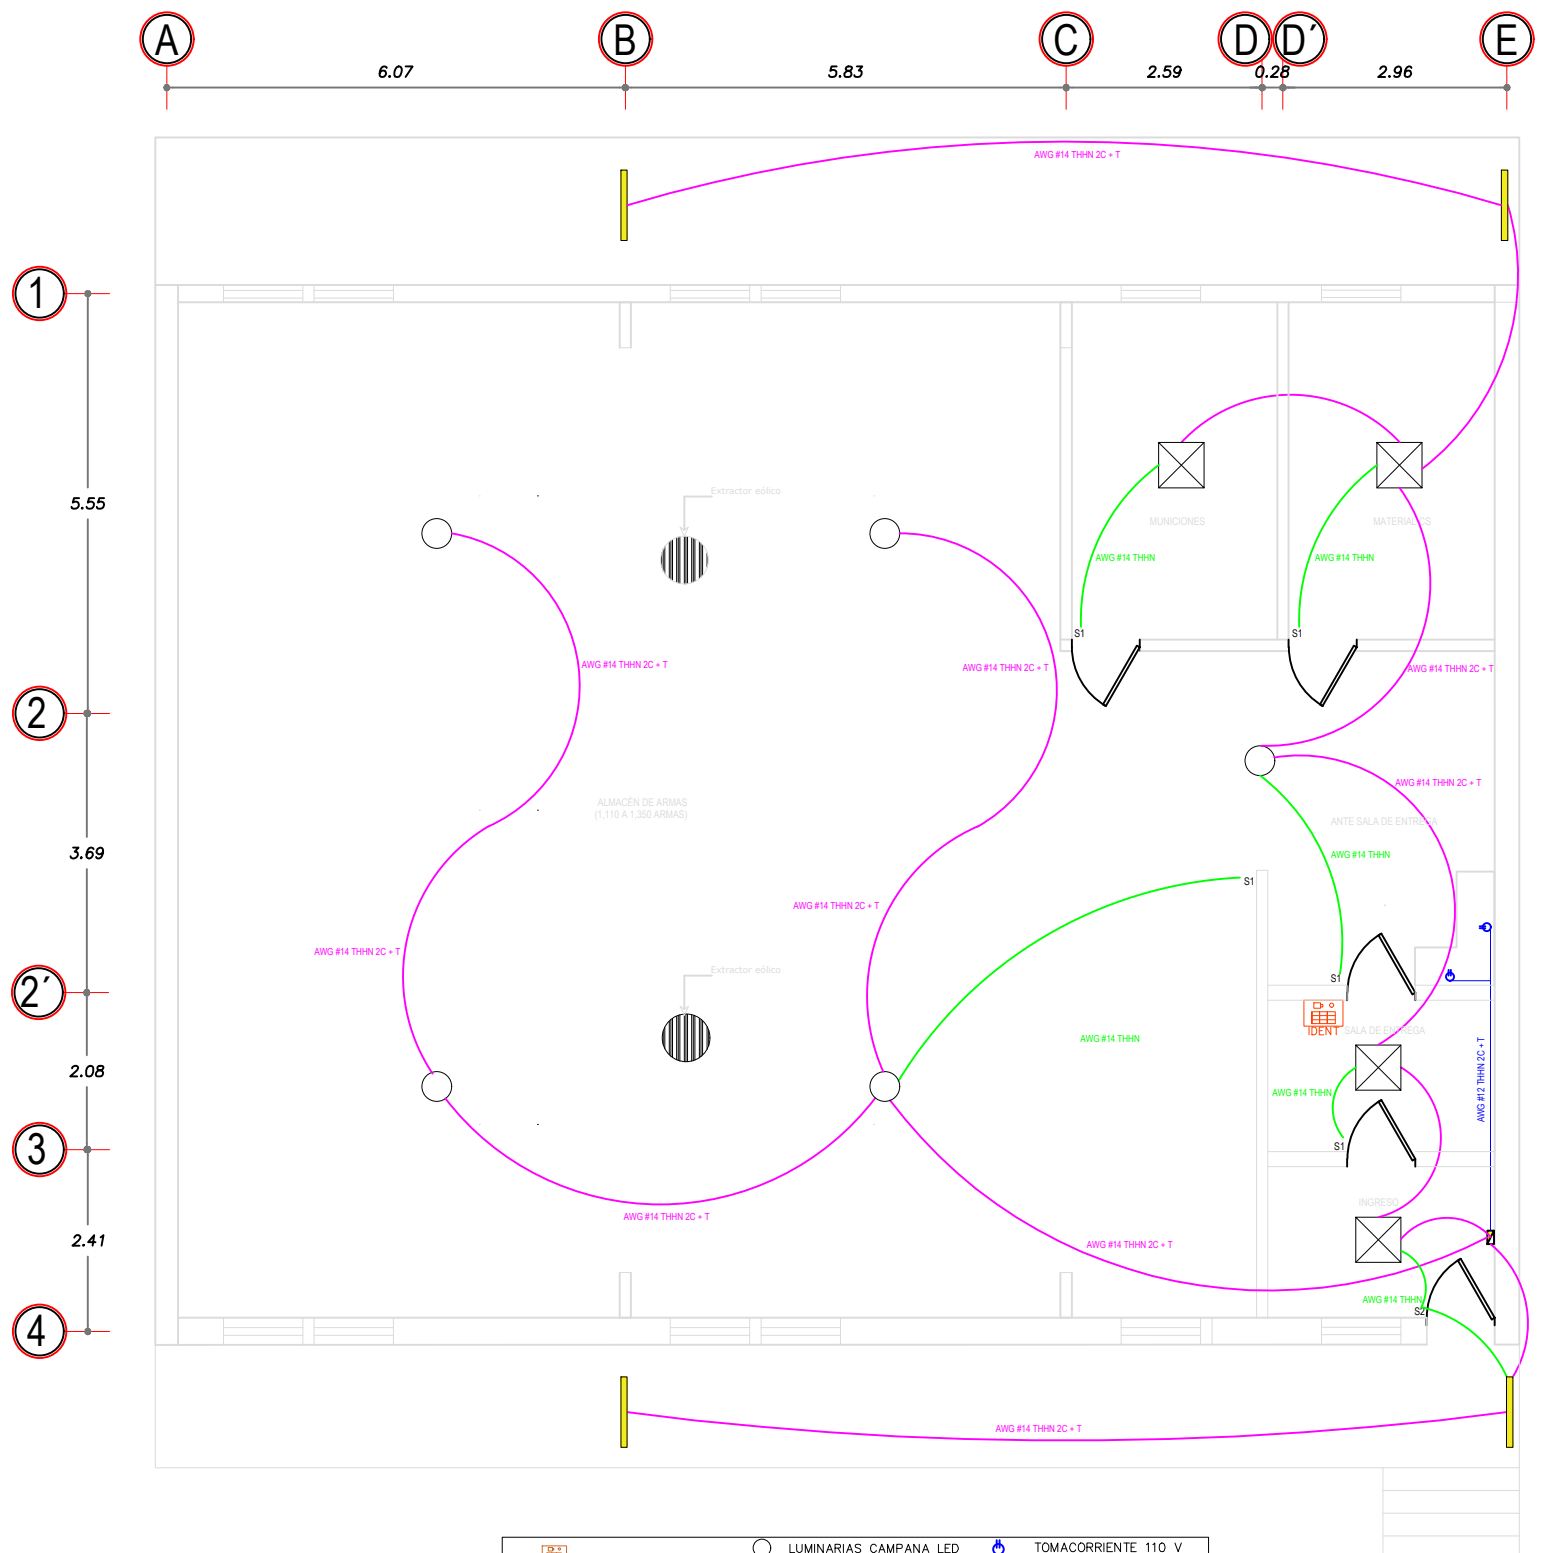 A B C D D´ E
6.07 5.83 2.59 0.28 2.96
AWG #14 THHN 2C + T
1
5.55
Extractor eólico
MUNICIONES
AWG #14 THHN
AWG #14 THHN
S1
S1
AWG #14 THHN 2C + T
AWG #14 THHN 2C + T
AWG #14 THHN 2C + T
2
AWG #14 THHN 2C + T
ALMACÉN DE ARMAS
(1,110 A 1,350 ARMAS)
ANTE SALA DE ENTREGA
3.69
AWG #14 THHN
S1
AWG #14 THHN 2C + T
AWG #14 THHN 2C + T
Extractor eólico
S1
2´
IDENT
SALA DE ENTREGA
AWG #14 THHN
2.08
AWG #12 THHN 2C +T
AWG #14 THHN
3
S1
INGRESO
AWG #14 THHN 2C + T
2.41
AWG #14 THHN 2C + T
AWG #14 THHN
S2
4
AWG #14 THHN 2C + T
LUMINARIAS CAMPANA LED
TOMACORRIENTE 110 V